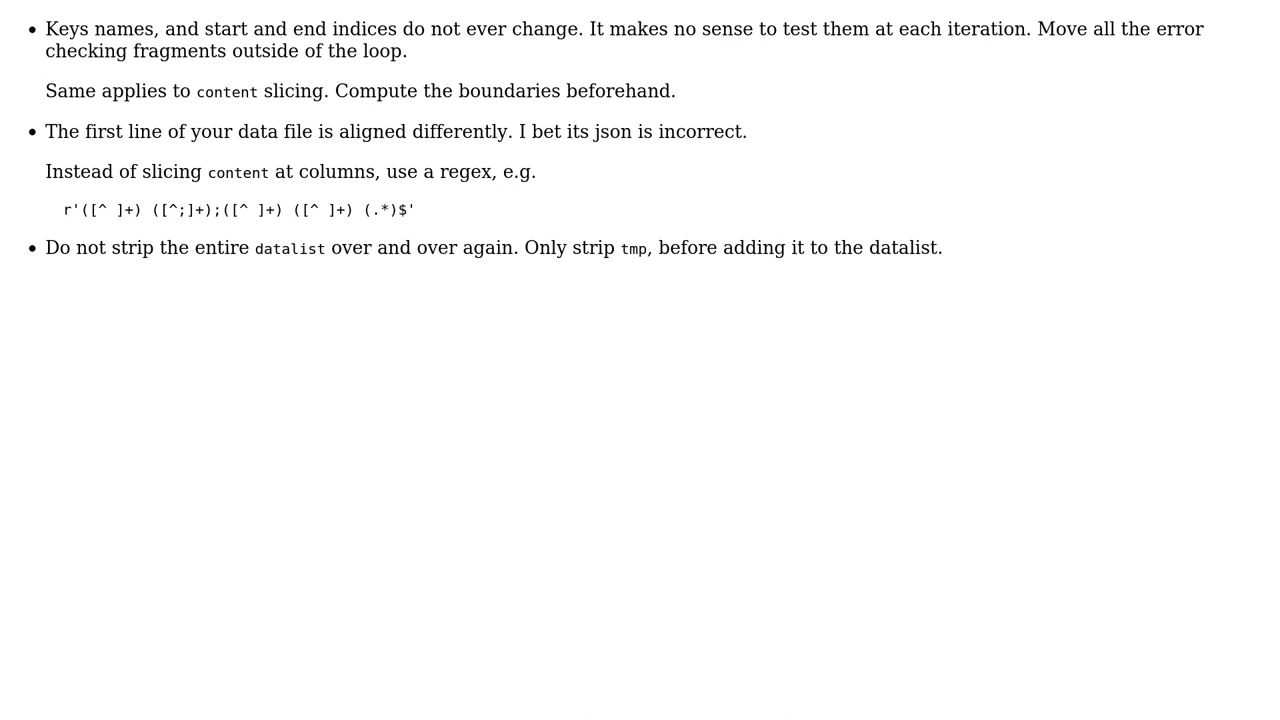 • Keys names, and start and end indices do not ever change. It makes no sense to test them at each iteration. Move all the error
checking fragments outside of the loop.
Same applies to content slicing. Compute the boundaries beforehand.
• The first line of your data file is aligned differently. I bet its json is incorrect.
Instead of slicing content at columns, use a regex, e.g.
r'([^ ]+) ([^;]+);([^ ]+) ([^ ]+) (.*)$'
• Do not strip the entire datalist over and over again. Only strip tmp, before adding it to the datalist.